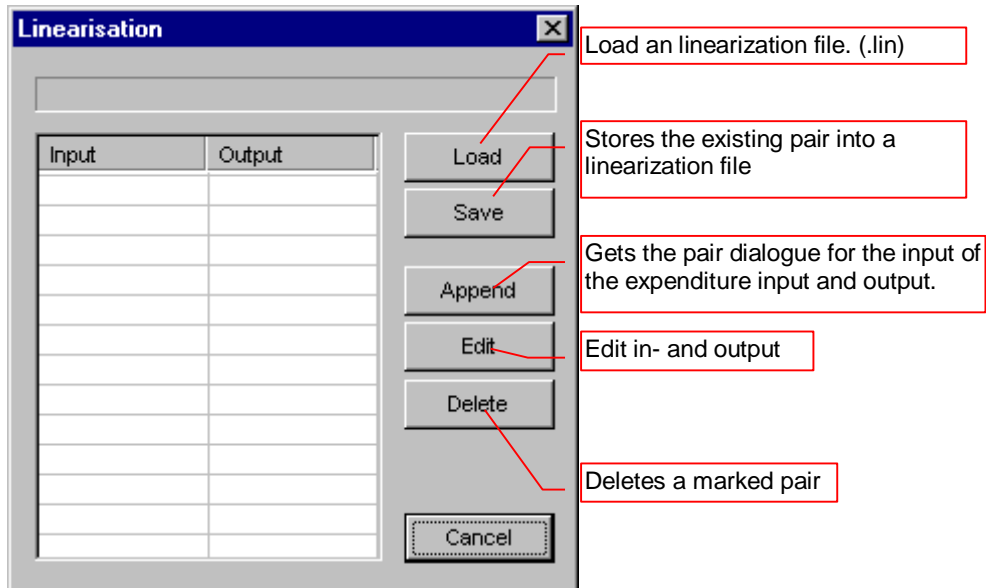 Linearisation
Load an linearization file. (.lin)
Input Output
Load
Stores the existing pair into a
linearization file
Save
Gets the pair dialogue for the input of
the expenditure input and output.
Append
Edit
Edit in- and output
Delete
Deletes a marked pair
Cancel